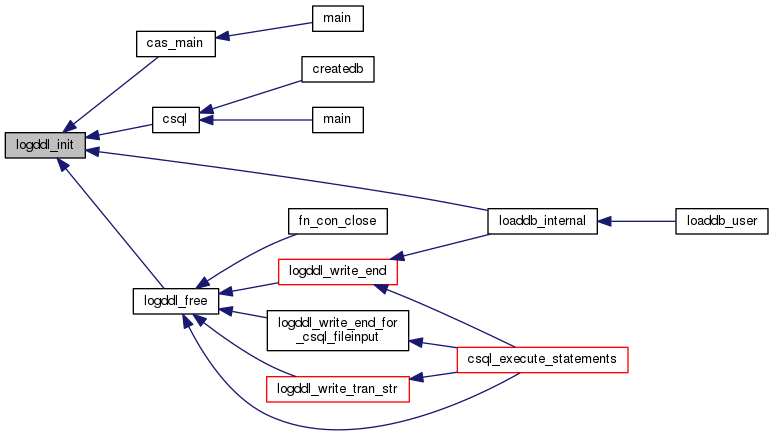 main
cas_main
createdb
csql
main
logddl_init
fn_con_close
loaddb_internal
loaddb_user
logddl_write_end
logddl_free
logddl_write_end_for
_csql_fileinput
csql_execute_statements
logddl_write_tran_str